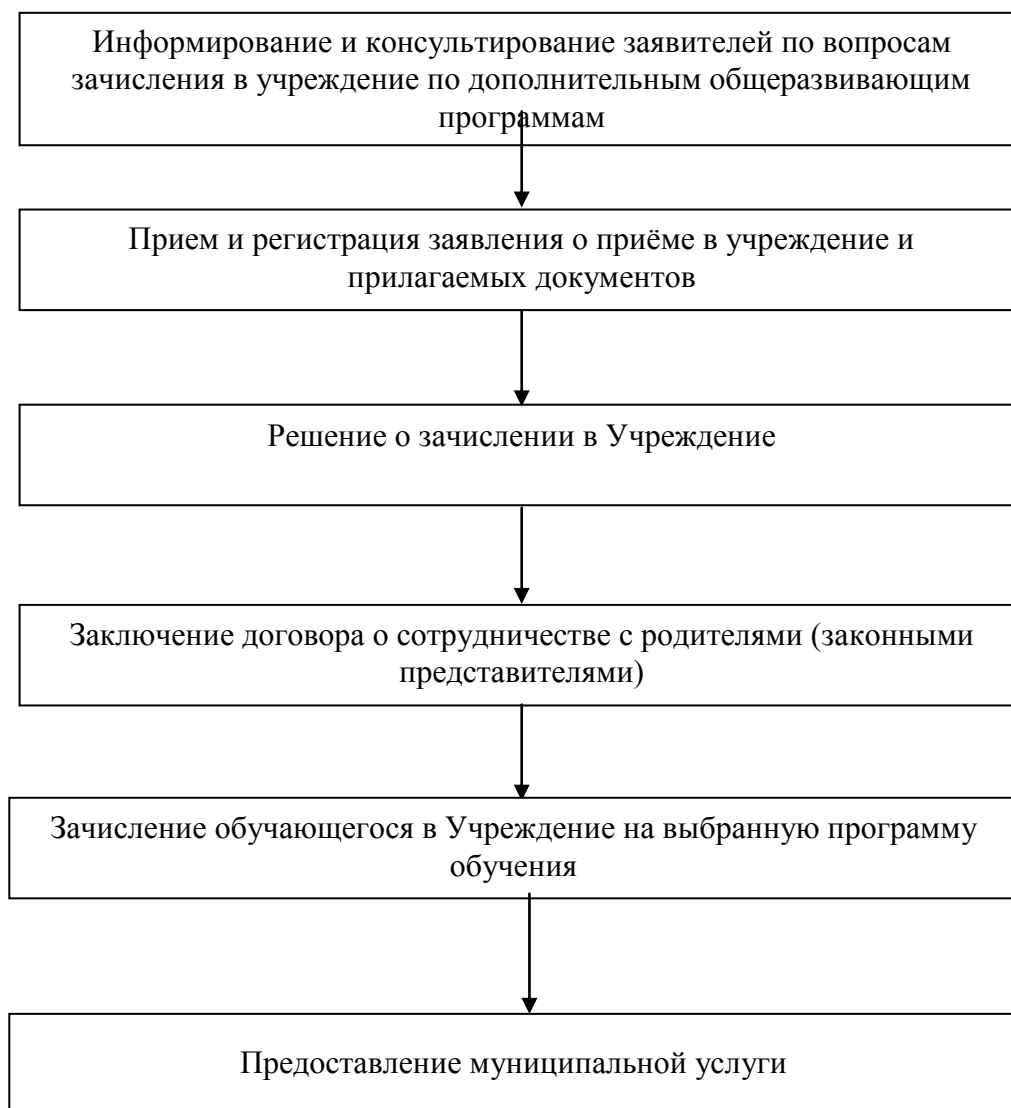 Информирование и консультирование заявителей по вопросам
зачисления в учреждение по дополнительным общеразвивающим
программам
Прием и регистрация заявления о приёме в учреждение и
прилагаемых документов
Решение о зачислении в Учреждение
Заключение договора о сотрудничестве с родителями (законными
представителями)
Зачисление обучающегося в Учреждение на выбранную программу
обучения
Предоставление муниципальной услуги